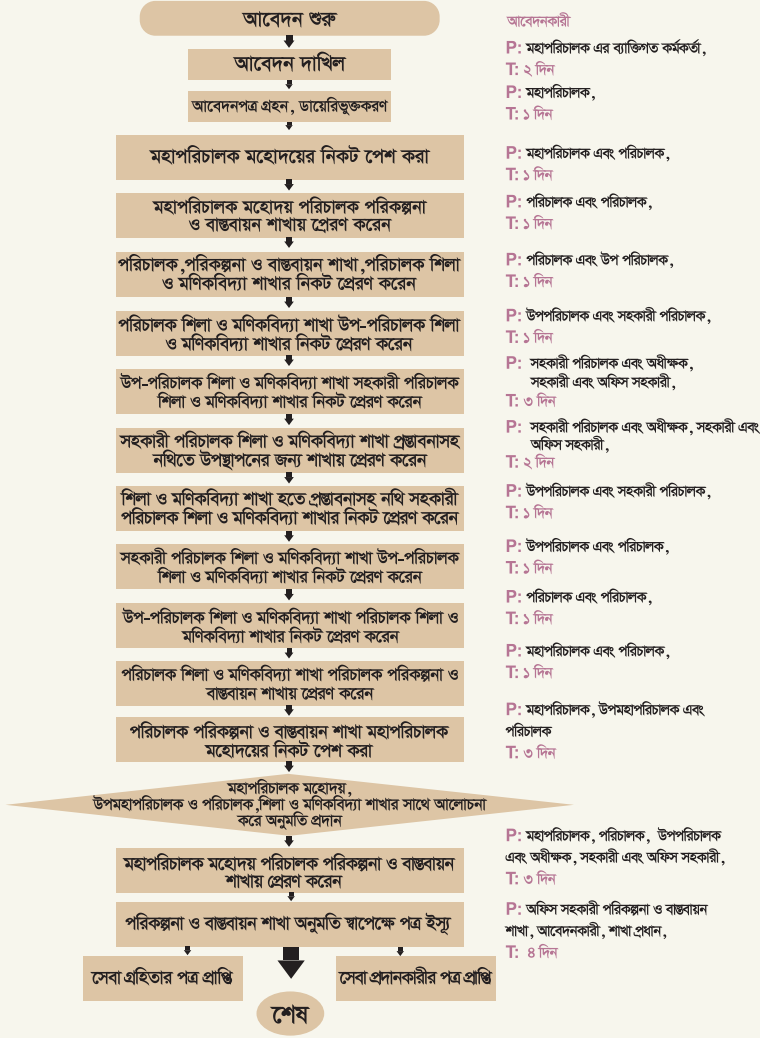 আবেদন শুরু
আবেদন দাখিল
আবেদনপত্র গ্রহন, ডায়েরিভুক্তকরণ
মহাপরিচালক মহোদয়ের নিকট পেশ করা
মহাপরিচালক মহোদয় পরিচালক পরিকল্পনা
ও বাস্তবায়ন শাখায় প্রেরণ করেন
পরিচালক,পরিকল্পনা ও বাস্তবায়ন শাখা,পরিচালক শিলা
ও মণিকবিদ্যা শাখার নিকট প্রেরণ করেন
পরিচালক শিলা ও মণিকবিদ্যা শাখা উপ-পরিচালক শিলা
ও মণিকবিদ্যা শাখার নিকট প্রেরণ করেন
উপ-পরিচালক শিলা ও মণিকবিদ্যা শাখা সহকারী পরিচালক
শিলা ও মণিকবিদ্যা শাখার নিকট প্রেরণ করেন
সহকারী পরিচালক শিলা ও মণিকবিদ্যা শাখা প্রস্তাবনাসহ
নথিতে উপস্থাপনের জন্য শাখায় প্রেরণ করেন
শিলা ও মণিকবিদ্যা শাখা হতে প্রস্তাবনাসহ নথি সহকারী
পরিচালক শিলা ও মণিকবিদ্যা শাখার নিকট প্রেরণ করেন
সহকারী পরিচালক শিলা ও মণিকবিদ্যা শাখা উপ-পরিচালক
শিলা ও মণিকবিদ্যা শাখার নিকট প্রেরণ করেন
উপ-পরিচালক শিলা ও মণিকবিদ্যা শাখা পরিচালক শিলা ও
মণিকবিদ্যা শাখার নিকট প্রেরণ করেন
পরিচালক শিলা ও মণিকবিদ্যা শাখা পরিচালক পরিকল্পনা ও
বাস্তবায়ন শাখায় প্রেরণ করেন
পরিচালক পরিকল্পনা ও বাস্তবায়ন শাখা মহাপরিচালক
মহোদয়ের নিকট পেশ করা
মহাপরিচালক মহোদয়,
উপমহাপরিচালক ও পরিচালক,শিলা ও মণিকবিদ্যা শাখার সাথে আলোচনা
করে অনুমতি প্রদান
মহাপরিচালক মহোদয় পরিচালক পরিকল্পনা ও বাস্তবায়ন
শাখায় প্রেরণ করেন
পরিকল্পনা ও বাস্তবায়ন শাখা অনুমতি স্বাপেক্ষে পত্র ইস্যূ
সেবা গ্রহিতার পত্র প্রাপ্তি
সেবা প্রদানকারীর পত্র প্রাপ্তি
শেষ
আবেদনকারী
P: মহাপরিচালক এর ব্যাক্তিগত কর্মকর্তা,
T: ২ দিন
P: মহাপরিচালক,
T: ১ দিন
P: মহাপরিচালক এবং পরিচালক,
T: ১ দিন
P: পরিচালক এবং পরিচালক,
T: ১ দিন
P: পরিচালক এবং উপ পরিচালক,
T: ১ দিন
P: উপপরিচালক এবং সহকারী পরিচালক,
T: ১ দিন
P: সহকারী পরিচালক এবং অধীক্ষক,
সহকারী এবং অফিস সহকারী,
T: ৩ দিন
P: সহকারী পরিচালক এবং অধীক্ষক, সহকারী এবং
অফিস সহকারী,
T: ২ দিন
P: উপপরিচালক এবং সহকারী পরিচালক,
T: ১ দিন
P: উপপরিচালক এবং পরিচালক,
T: ১ দিন
P: পরিচালক এবং পরিচালক,
T: ১ দিন
P: মহাপরিচালক এবং পরিচালক,
T: ১ দিন
P: মহাপরিচালক, উপমহাপরিচালক এবং
পরিচালক
T: ৩ দিন
P: মহাপরিচালক, পরিচালক, উপপরিচালক
এবং অধীক্ষক, সহকারী এবং অফিস সহকারী,
T: ৩ দিন
P: অফিস সহকারী পরিকল্পনা ও বাস্তবায়ন
শাখা, আবেদনকারী, শাখা প্রধান,
T: ৪ দিন